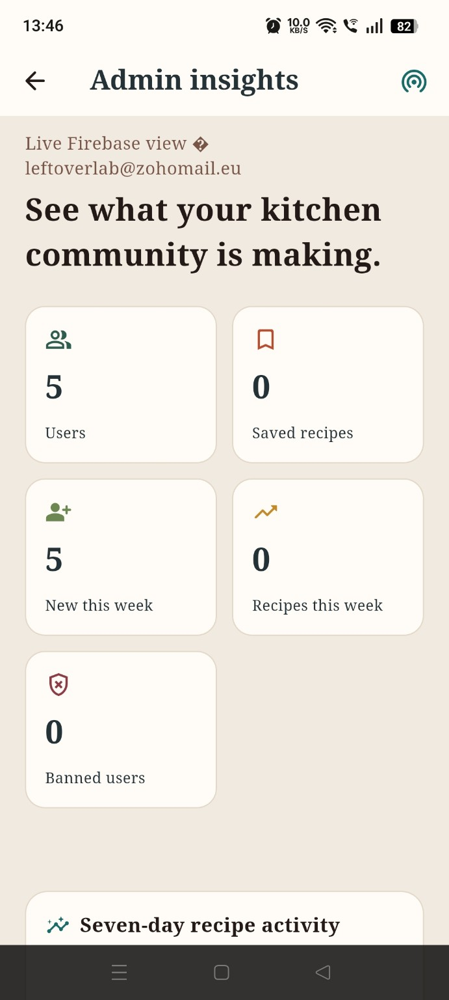 13:46
10.0
KB/S
82
Admin insights
Live Firebase view �
leftoverlab@zohomail.eu
See what your kitchen
community is making.
5
Users
0
Saved recipes
5
New this week
0
Recipes this week
0
Banned users
Seven-day recipe activity